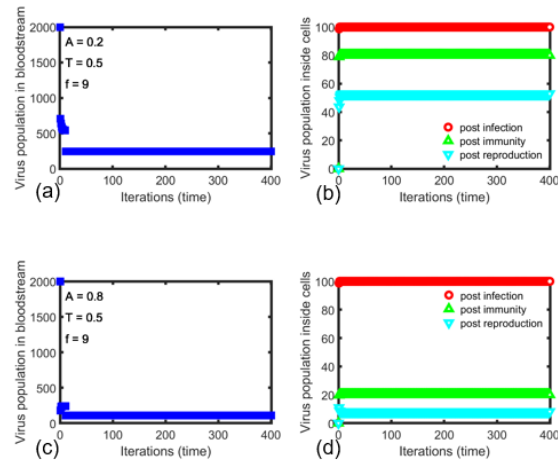 2000
1500
1000
500
0
Virus population in bloodstream
A = 0.2
T = 0.5
f = 9
0 100 200 300 400
Iterations (time)
(a)
100
80
60
40
20
0
Virus population inside cells
post infection
post immunity
post reproduction
0 100 200 300 400
Iterations (time)
(b)
2000
1500
1000
500
0
Virus population in bloodstream
A = 0.8
T = 0.5
f = 9
0 100 200 300 400
Iterations (time)
(c)
100
80
60
40
20
0
Virus population inside cells
post infection
post immunity
post reproduction
0 100 200 300 400
Iterations (time)
(d)